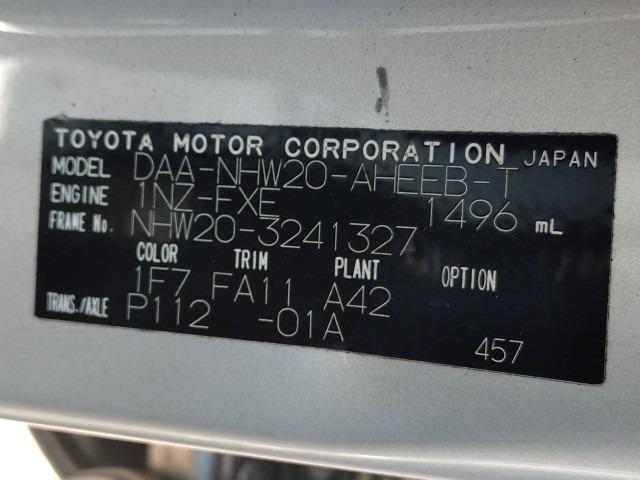 TOYOTA MOTOR CORPORATION JAPAN
MODEL DAA-NHW20-AHEEB-T
ENGINE 1NZ-FXE 1496 mL
FRAME No. NHW20-3241327
COLOR TRIM PLANT OPTION
1F7 FA11 A42
TRANS./AXLE P112 -01A
457